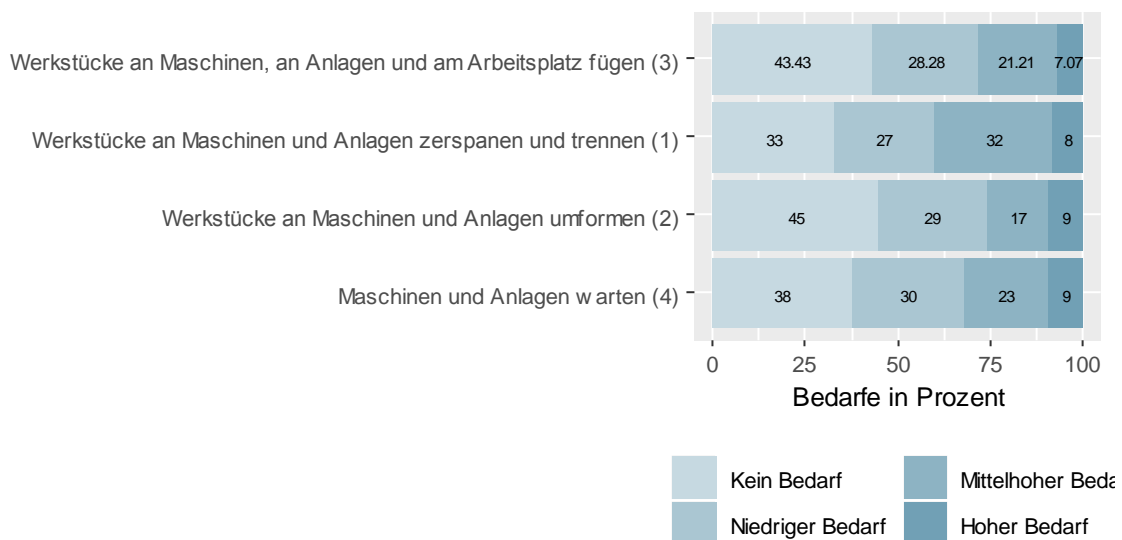 Werkstücke an Maschinen, an Anlagen und am Arbeitsplatz fügen (3) 43.43 28.28 21.21 7.07
Werkstücke an Maschinen und Anlagen zerspanen und trennen (1) 33 27 32 8
Werkstücke an Maschinen und Anlagen umformen (2) 45 29 17 9
Maschinen und Anlagen warten (4) 38 30 23 9
0 25 50 75 100
Bedarfe in Prozent
Kein Bedarf Mittelhoher Beda
Niedriger Bedarf Hoher Bedarf